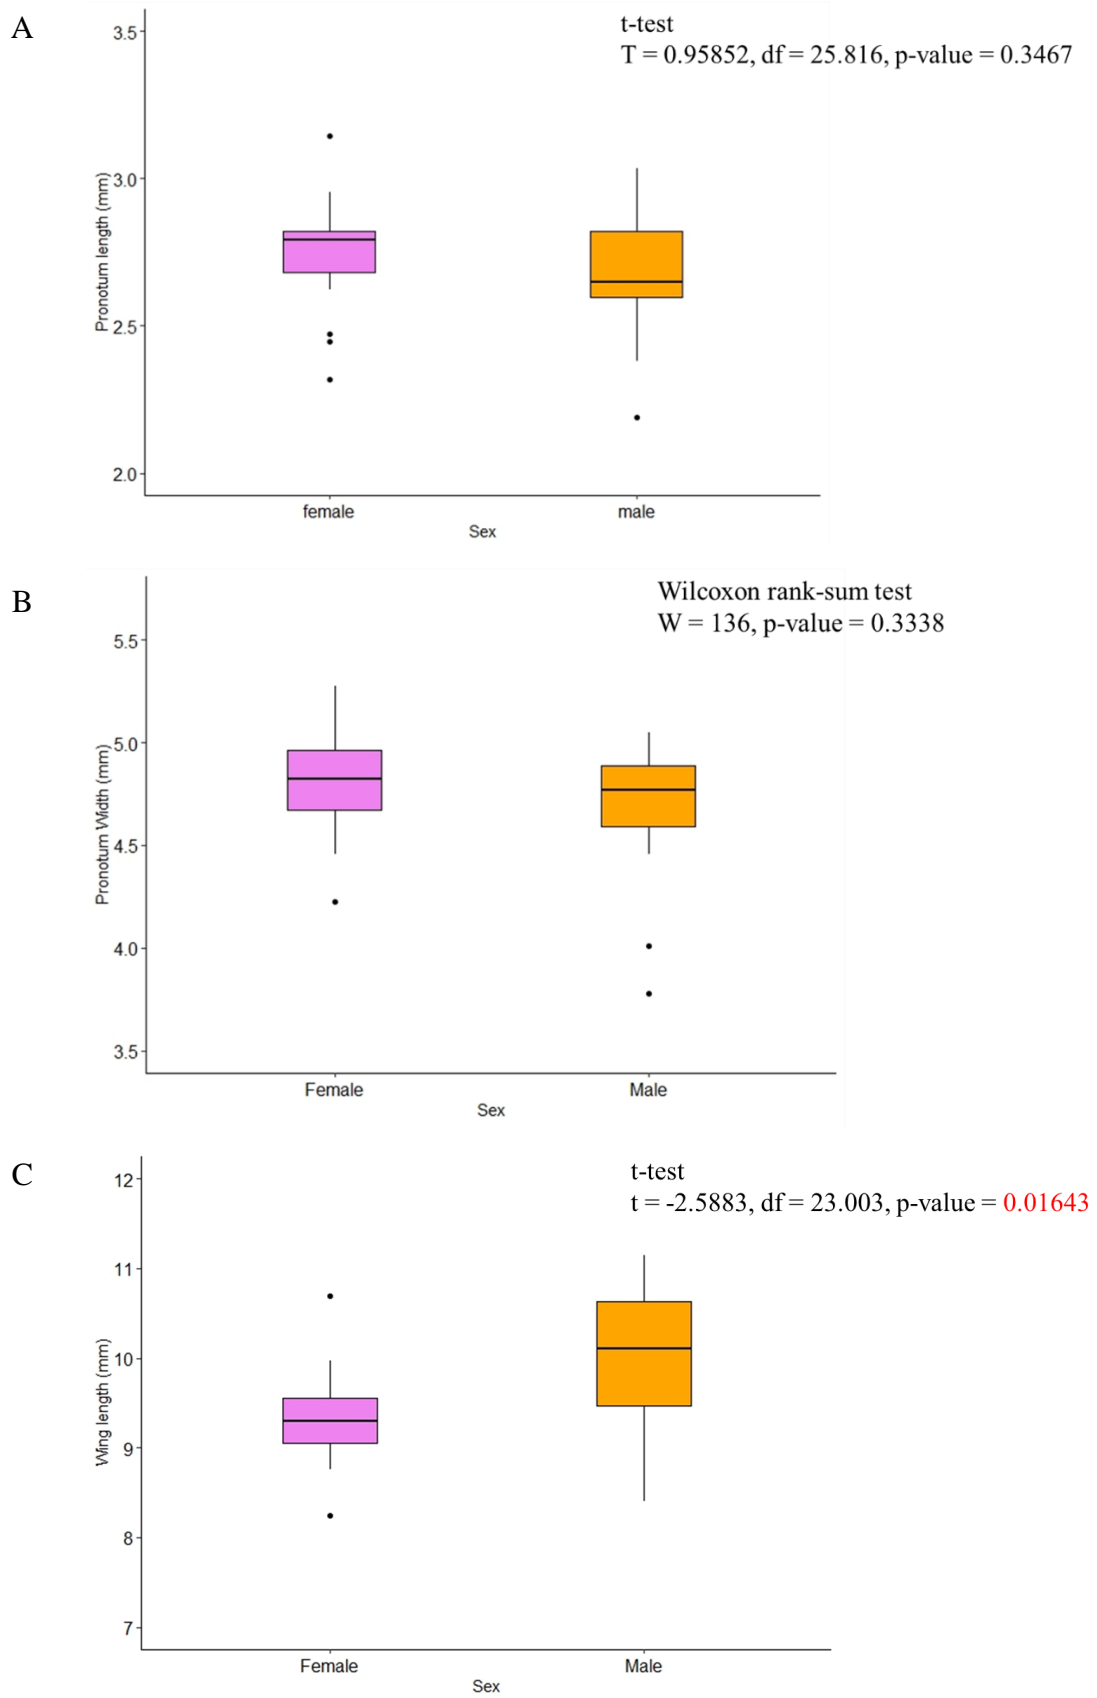 A
t-test
T = 0.95852, df = 25.816, p-value = 0.3467
3.5
3.0
2.5
2.0
Pronotum length (mm)
female
male
Sex
B
Wilcoxon rank-sum test
W = 136, p-value = 0.3338
5.5
5.0
4.5
4.0
3.5
Pronotum Width (mm)
Female
Male
Sex
C
t-test
t = -2.5883, df = 23.003, p-value = 0.01643
12
11
10
9
8
7
Wing length (mm)
Female
Male
Sex